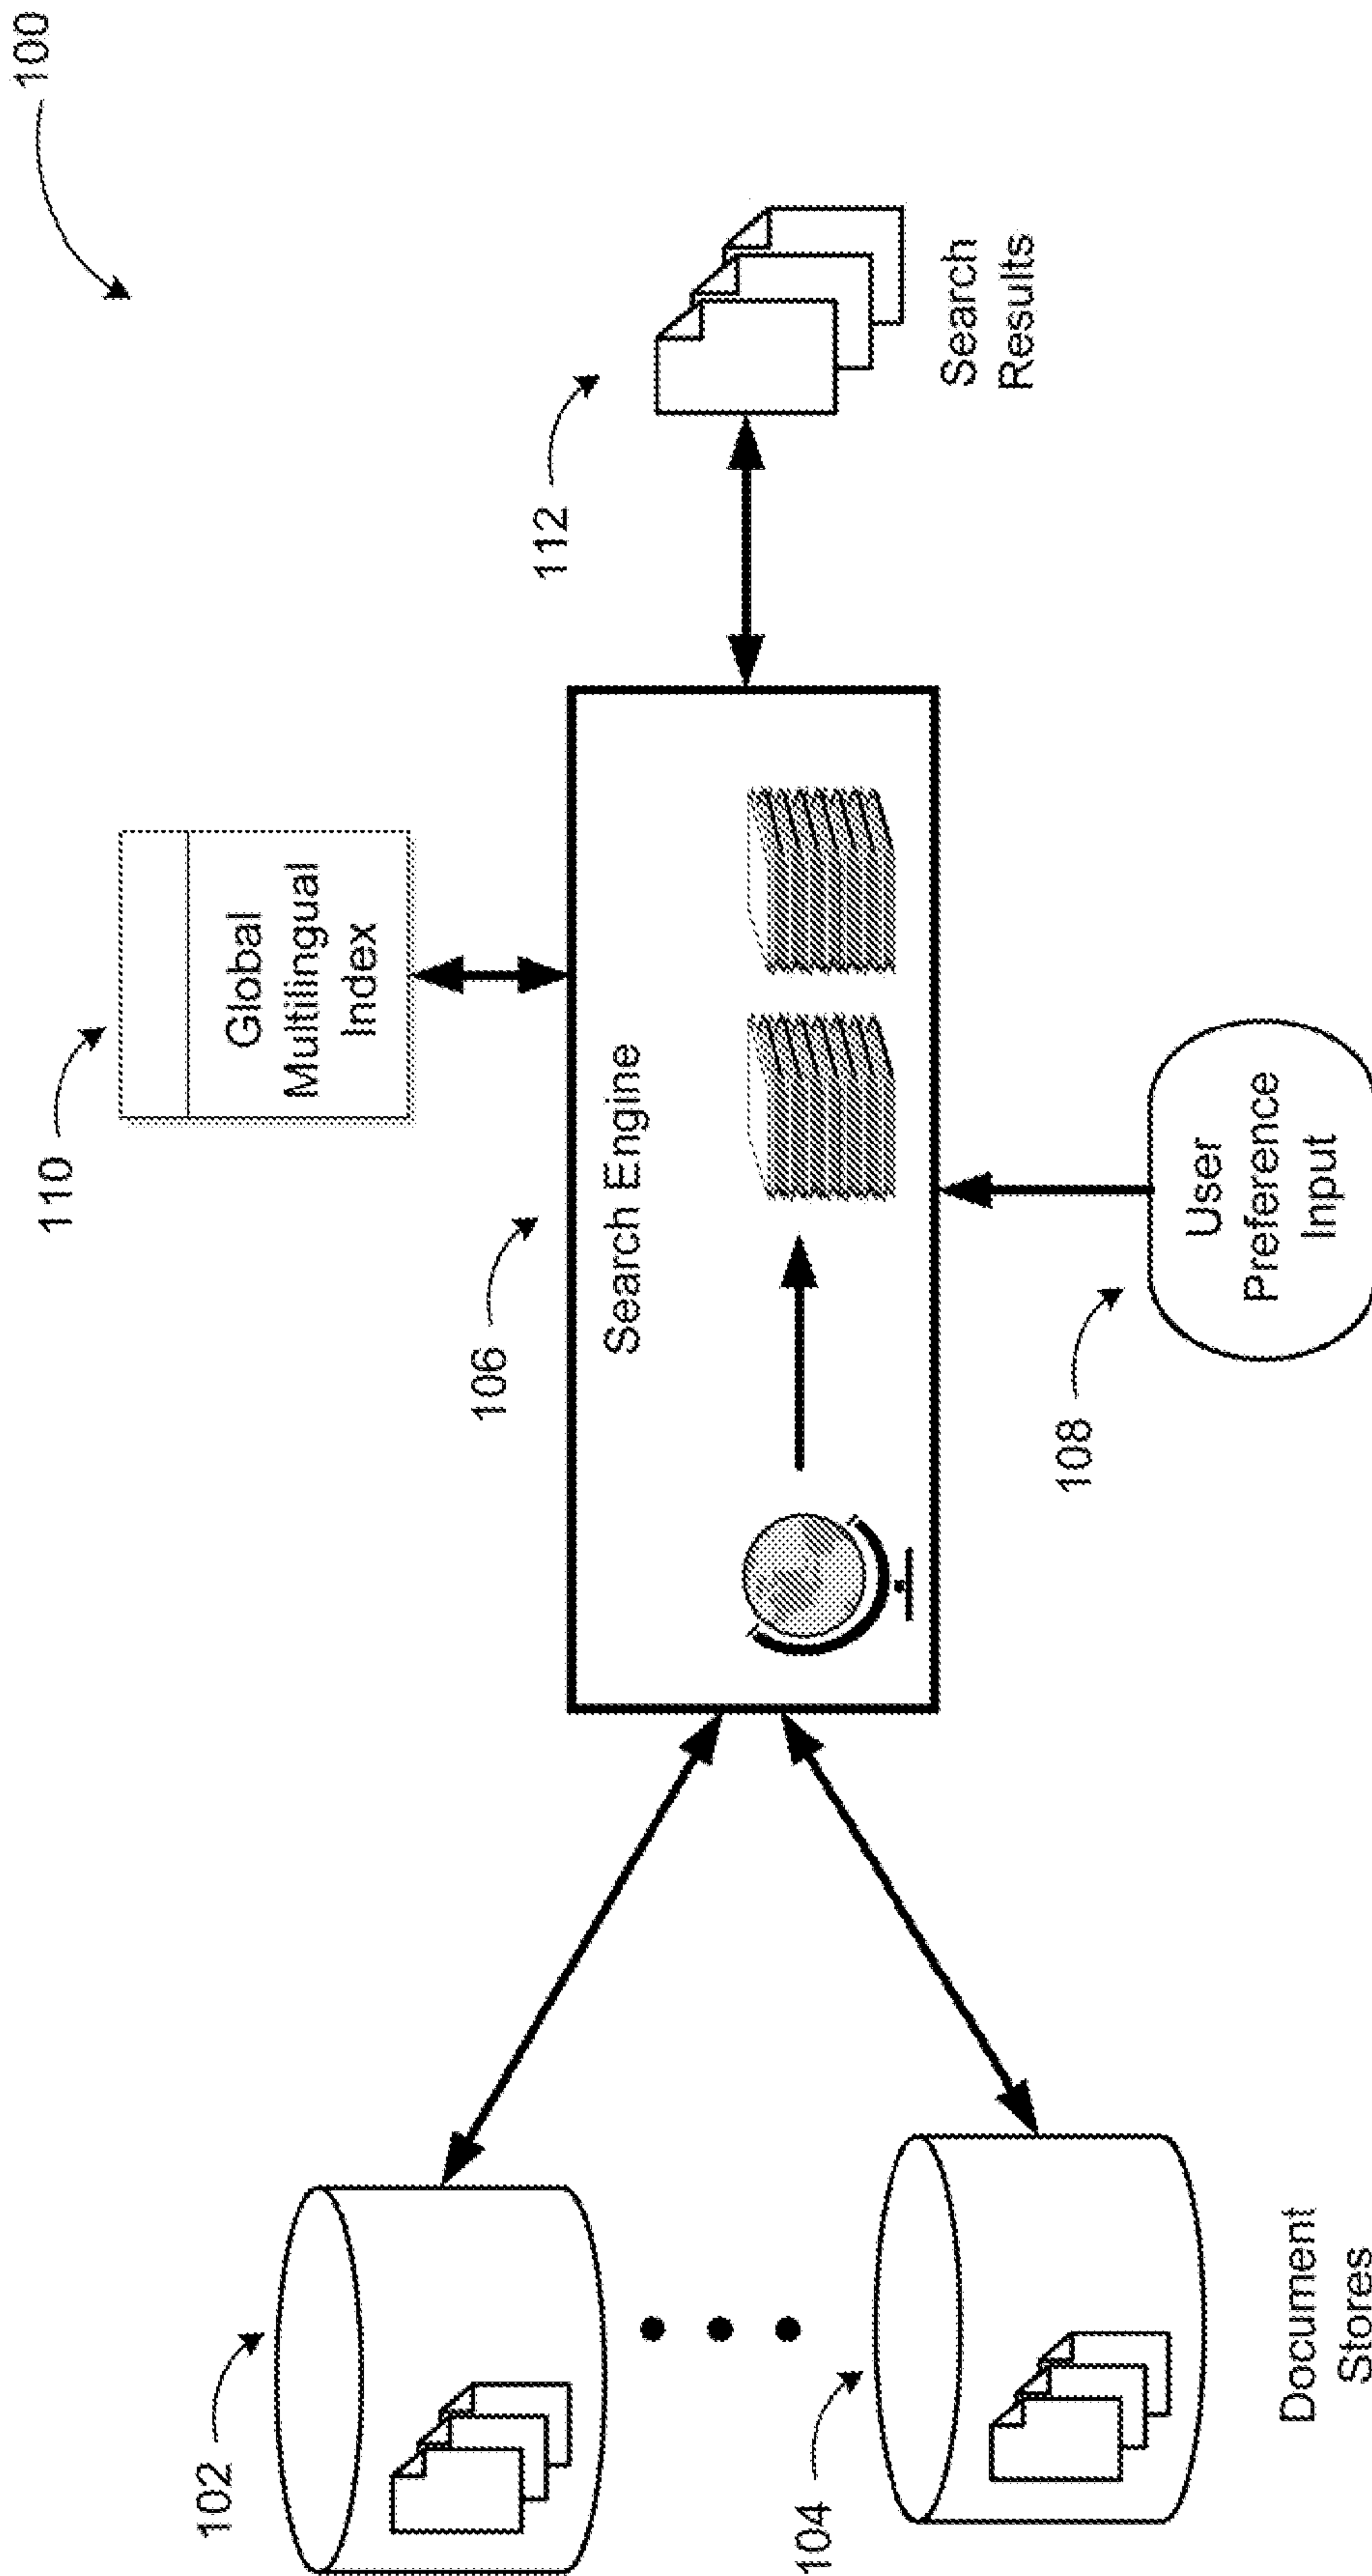 100
110
Global
Multilingual
Index
112
Search
Results
106
Search Engine
102
104
Document
Stores
108
User
Preference
Input